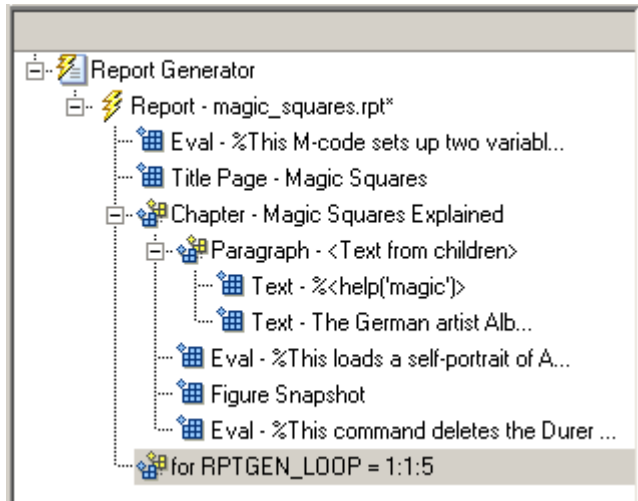 Report Generator
Report - magic_squares.rpt*
Eval - %This M-code sets up two variabl...
Title Page - Magic Squares
Chapter - Magic Squares Explained
Paragraph - <Text from children>
Text - %<help('magic')>
Text - The German artist Alb...
Eval - %This loads a self-portrait of A...
Figure Snapshot
Eval - %This command deletes the Durer ...
for RPTGEN_LOOP = 1:1:5